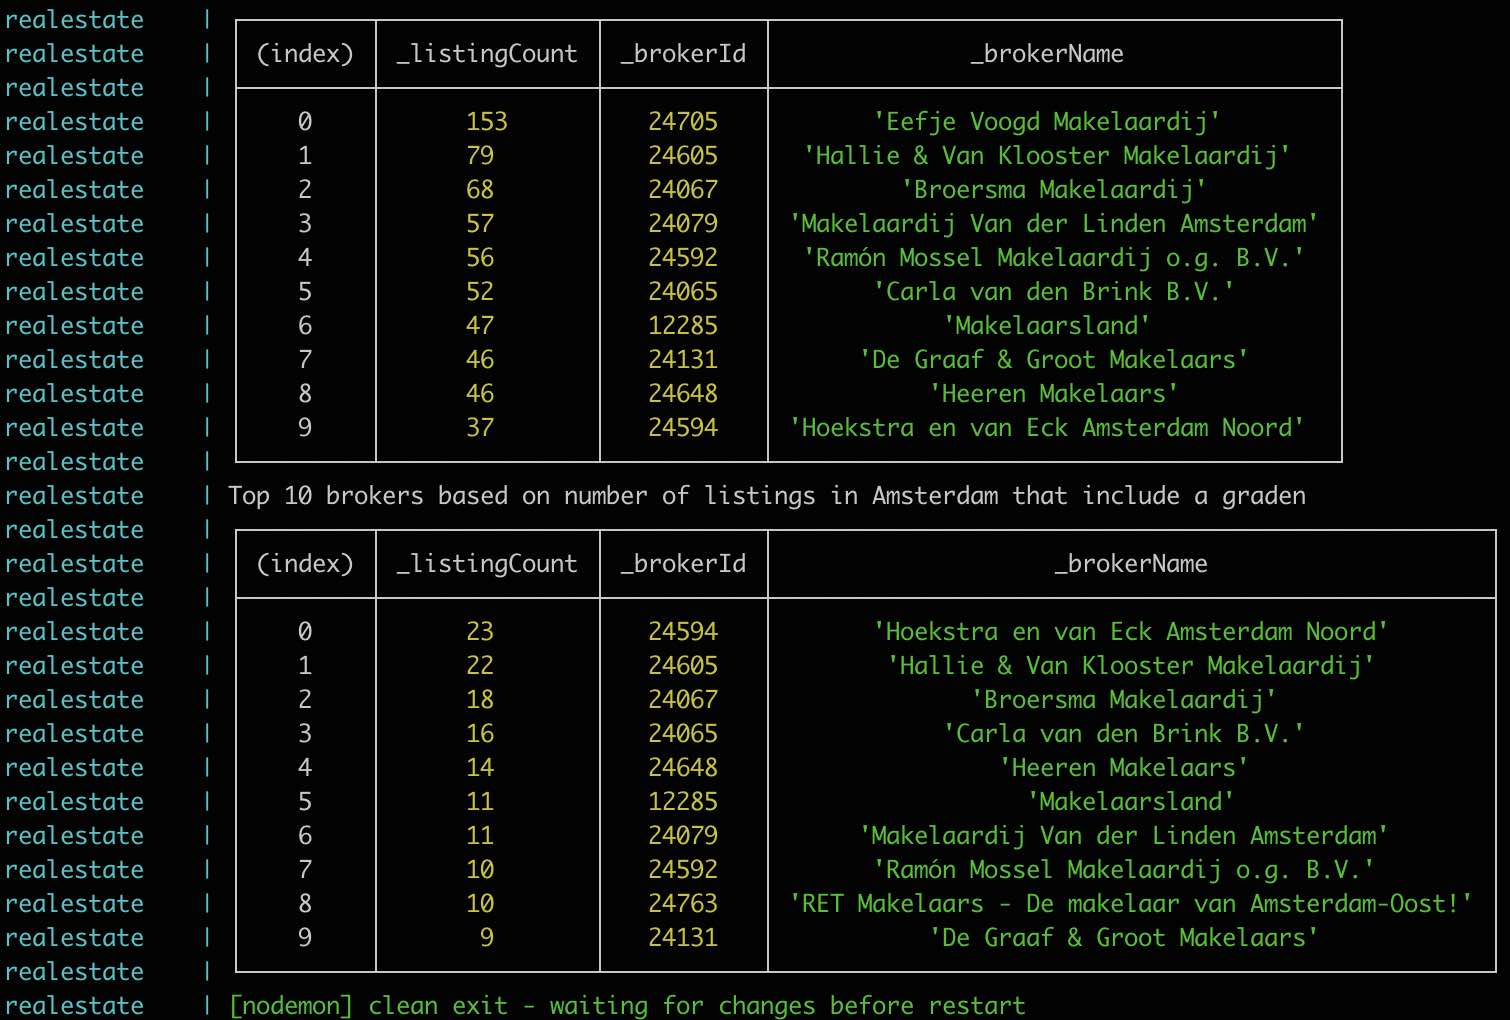 realestate |
realestate | (index) _listingCount _brokerId _brokerName
realestate |
realestate | 0 153 24705 'Eefje Voogd Makelaardij'
realestate | 1 79 24605 'Hallie & Van Klooster Makelaardij'
realestate | 2 68 24067 'Broersma Makelaardij'
realestate | 3 57 24079 'Makelaardij Van der Linden Amsterdam'
realestate | 4 56 24592 'Ramón Mossel Makelaardij o.g. B.V.'
realestate | 5 52 24065 'Carla van den Brink B.V.'
realestate | 6 47 12285 'Makelaarsland'
realestate | 7 46 24131 'De Graaf & Groot Makelaars'
realestate | 8 46 24648 'Heeren Makelaars'
realestate | 9 37 24594 'Hoekstra en van Eck Amsterdam Noord'
realestate |
realestate | Top 10 brokers based on number of listings in Amsterdam that include a graden
realestate |
realestate | (index) _listingCount _brokerId _brokerName
realestate |
realestate | 0 23 24594 'Hoekstra en van Eck Amsterdam Noord'
realestate | 1 22 24605 'Hallie & Van Klooster Makelaardij'
realestate | 2 18 24067 'Broersma Makelaardij'
realestate | 3 16 24065 'Carla van den Brink B.V.'
realestate | 4 14 24648 'Heeren Makelaars'
realestate | 5 11 12285 'Makelaarsland'
realestate | 6 11 24079 'Makelaardij Van der Linden Amsterdam'
realestate | 7 10 24592 'Ramón Mossel Makelaardij o.g. B.V.'
realestate | 8 10 24763 'RET Makelaars - De makelaar van Amsterdam-Oost!'
realestate | 9 9 24131 'De Graaf & Groot Makelaars'
realestate |
realestate | [nodemon] clean exit - waiting for changes before restart